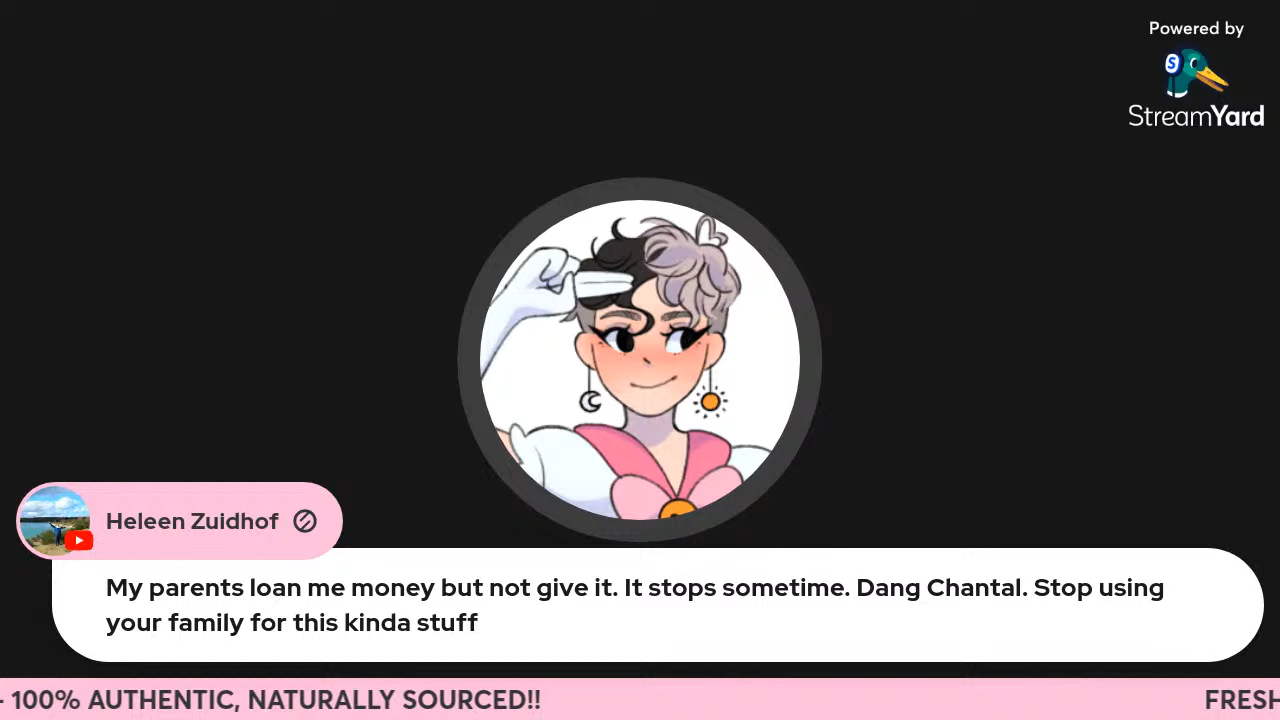 Powered by
S
StreamYard
Heleen Zuidhof
My parents loan me money but not give it. It stops sometime. Dang Chantal. Stop using
your family for this kinda stuff
- 100% AUTHENTIC, NATURALLY SOURCED!! FRESH